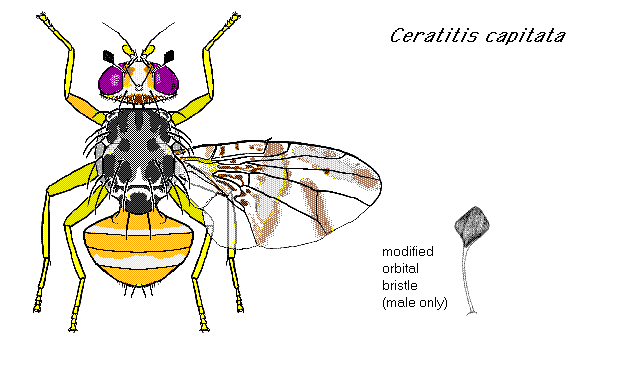 Ceratitis capitata
modified
orbital
bristle
(male only)